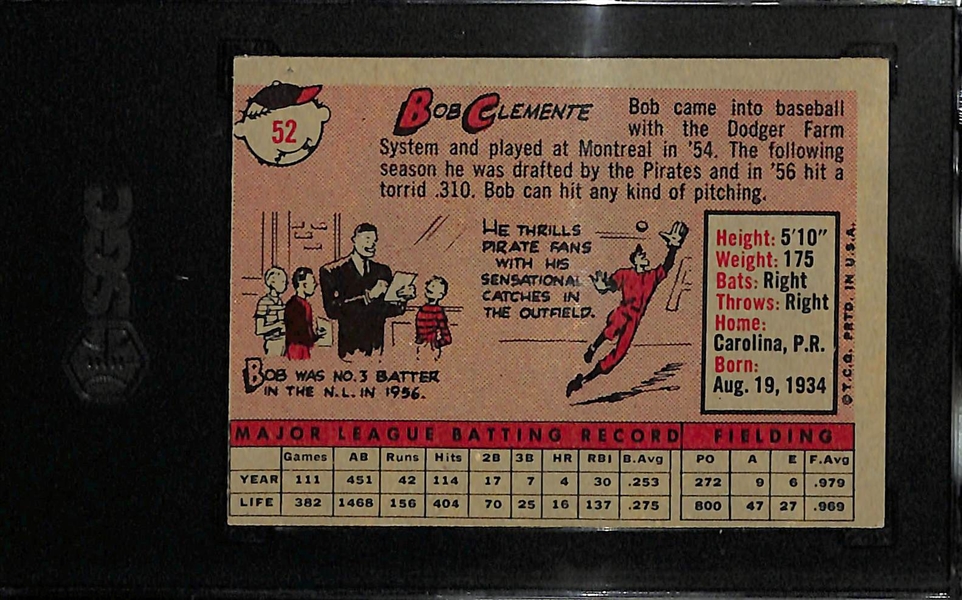 SGC
52
BOB CLEMENTE
Bob came into baseball
with the Dodger Farm
System and played at Montreal in '54. The following
season he was drafted by the Pirates and in '56 hit a
torrid .310. Bob can hit any kind of pitching.
BOB WAS NO.3 BATTER
IN THE N.L. IN 1956.
HE THRILLS
PIRATE FANS
WITH HIS
SENSATIONAL
CATCHES IN
THE OUTFIELD.
Height: 5'10"
Weight: 175
Bats: Right
Throws: Right
Home:
Carolina, P.R.
Born:
Aug. 19, 1934
©T.C.G. PRTD. IN U.S.A.
MAJOR LEAGUE BATTING RECORD FIELDING
Games AB Runs Hits 2B 3B HR RBI B.Avg PO A E F.Avg
YEAR 111 451 42 114 17 7 4 30 .253 272 9 6 .979
LIFE 382 1468 156 404 70 25 16 137 .275 800 47 27 .969